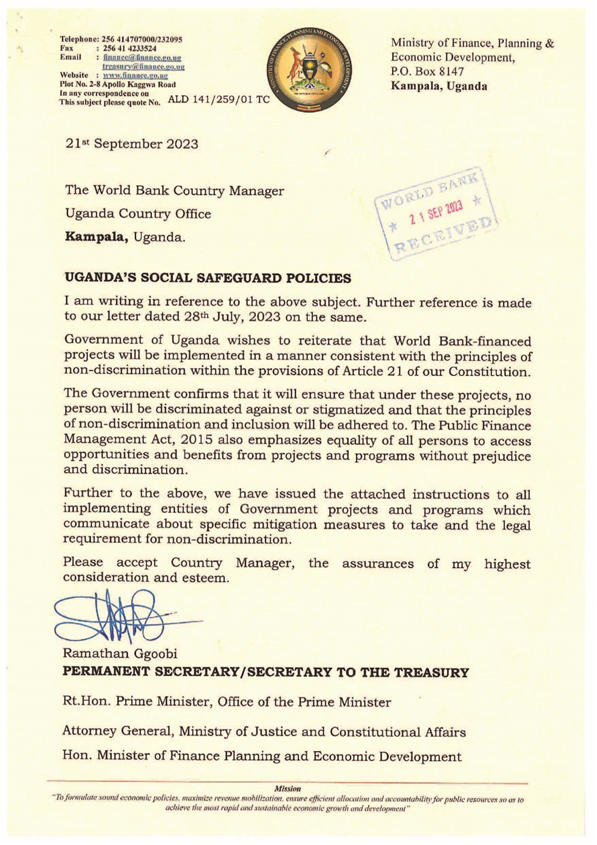 Telephone: 256 414707000/232095
Fax : 256 41 4233524
Email : finance@finance.go.ug
treasury@finance.go.ug
Website : www.finance.go.ug
Plot No. 2-8 Apollo Kaggwa Road
In any correspondence on
This subject please quote No. ALD 141/259/01 TC
Ministry of Finance, Planning &
Economic Development,
P.O. Box 8147
Kampala, Uganda
21st September 2023
The World Bank Country Manager
Uganda Country Office
Kampala, Uganda.
WORLD BANK
21 SEP 2023
RECEIVED
UGANDA'S SOCIAL SAFEGUARD POLICIES
I am writing in reference to the above subject. Further reference is made
to our letter dated 28th July, 2023 on the same.
Government of Uganda wishes to reiterate that World Bank-financed
projects will be implemented in a manner consistent with the principles of
non-discrimination within the provisions of Article 21 of our Constitution.
The Government confirms that it will ensure that under these projects, no
person will be discriminated against or stigmatized and that the principles
of non-discrimination and inclusion will be adhered to. The Public Finance
Management Act, 2015 also emphasizes equality of all persons to access
opportunities and benefits from projects and programs without prejudice
and discrimination.
Further to the above, we have issued the attached instructions to all
implementing entities of Government projects and programs which
communicate about specific mitigation measures to take and the legal
requirement for non-discrimination.
Please accept Country Manager, the assurances of my highest
consideration and esteem.
Ramathan Ggoobi
PERMANENT SECRETARY/SECRETARY TO THE TREASURY
Rt.Hon. Prime Minister, Office of the Prime Minister
Attorney General, Ministry of Justice and Constitutional Affairs
Hon. Minister of Finance Planning and Economic Development
Mission
"To formulate sound economic policies, maximize revenue mobilization, ensure efficient allocation and accountability for public resources so as to
achieve the most rapid and sustainable economic growth and development"